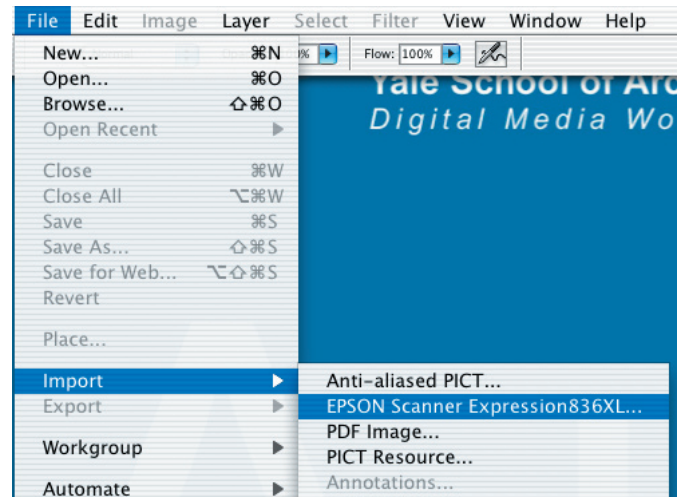 File Edit Image Layer Select Filter View Window Help
New... ⌘N
% Flow: 100%
Open... ⌘O
Browse... ⇧⌘O
Open Recent
Yale School of Arc
Digital Media Wo
Close ⌘W
Close All ⌥⌘W
Save ⌘S
Save As... ⇧⌘S
Save for Web... ⌥⇧⌘S
Revert
Place...
Import
Export
Workgroup
Automate
Anti-aliased PICT...
EPSON Scanner Expression836XL...
PDF Image...
PICT Resource...
Annotations...